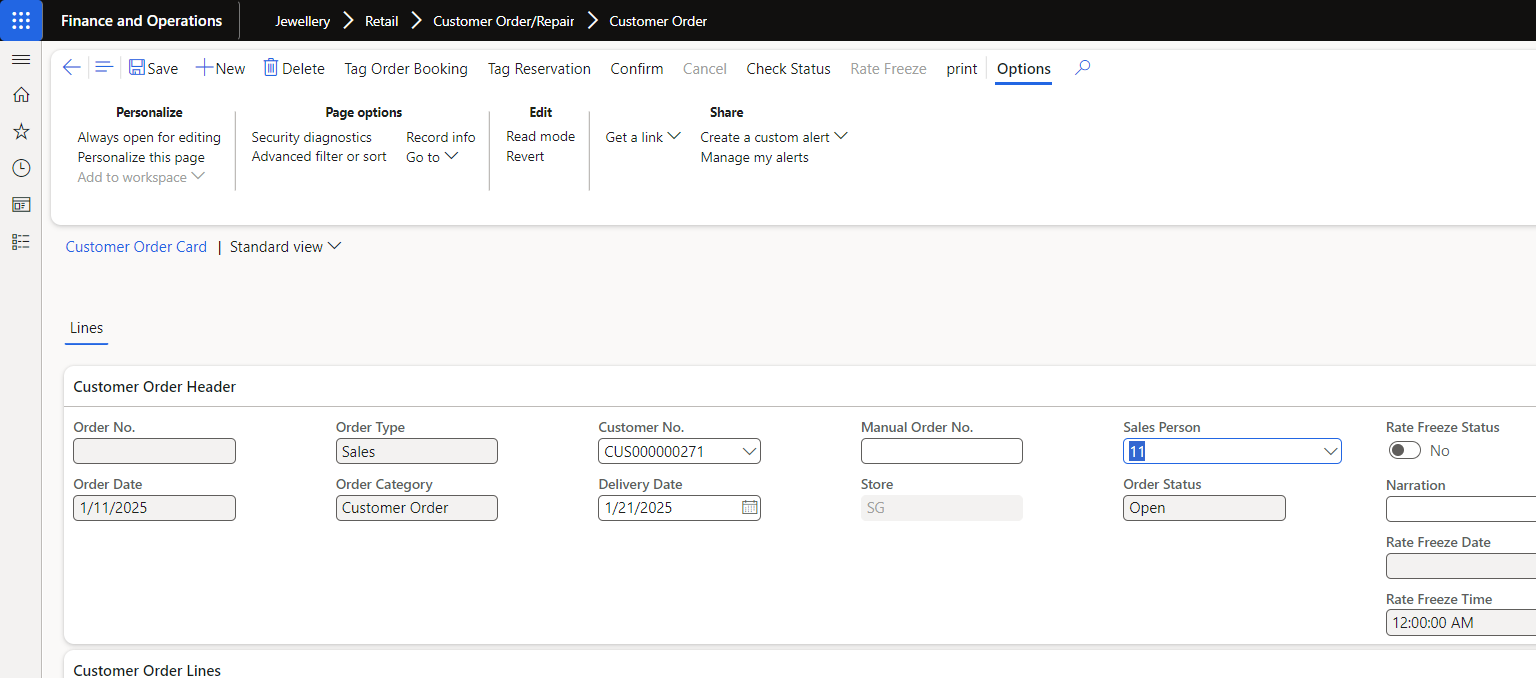 Finance and Operations
Jewellery Retail Customer Order/Repair Customer Order
Save New Delete Tag Order Booking Tag Reservation Confirm Cancel Check Status Rate Freeze print Options
Personalize
Always open for editing
Personalize this page
Add to workspace
Page options
Security diagnostics
Advanced filter or sort
Record info
Go to
Edit
Read mode
Revert
Get a link
Share
Create a custom alert
Manage my alerts
Customer Order Card | Standard view
Lines
Customer Order Header
Order No. Order Type Customer No. Manual Order No. Sales Person Rate Freeze Status
Sales CUS000000271 11 No
Order Date Order Category Delivery Date Store Order Status Narration
1/11/2025 Customer Order 1/21/2025 SG Open
Rate Freeze Date
Rate Freeze Time
12:00:00 AM
Customer Order Lines